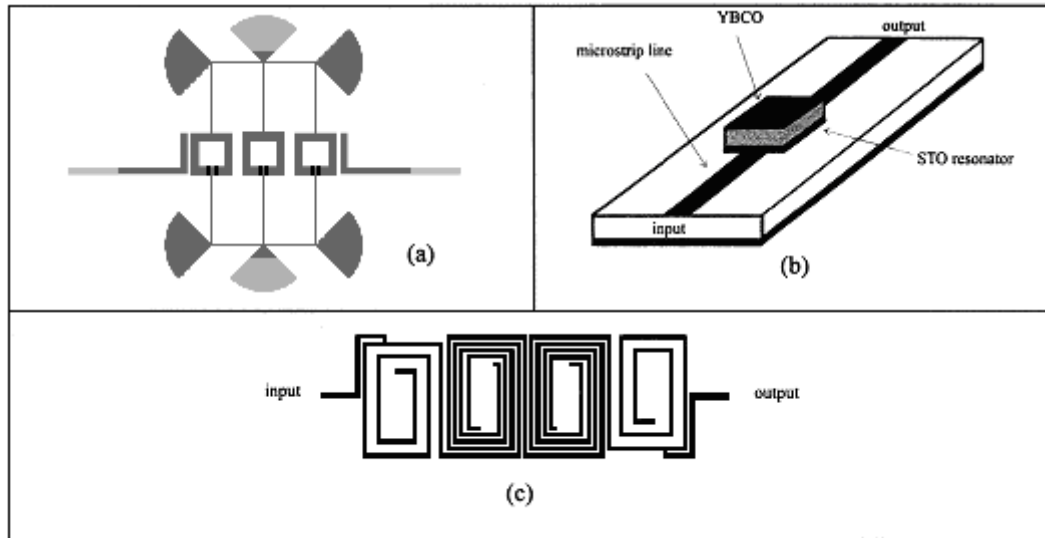 (a)
YBCO
output
microstrip line
STO resonator
input
(b)
input
output
(c)